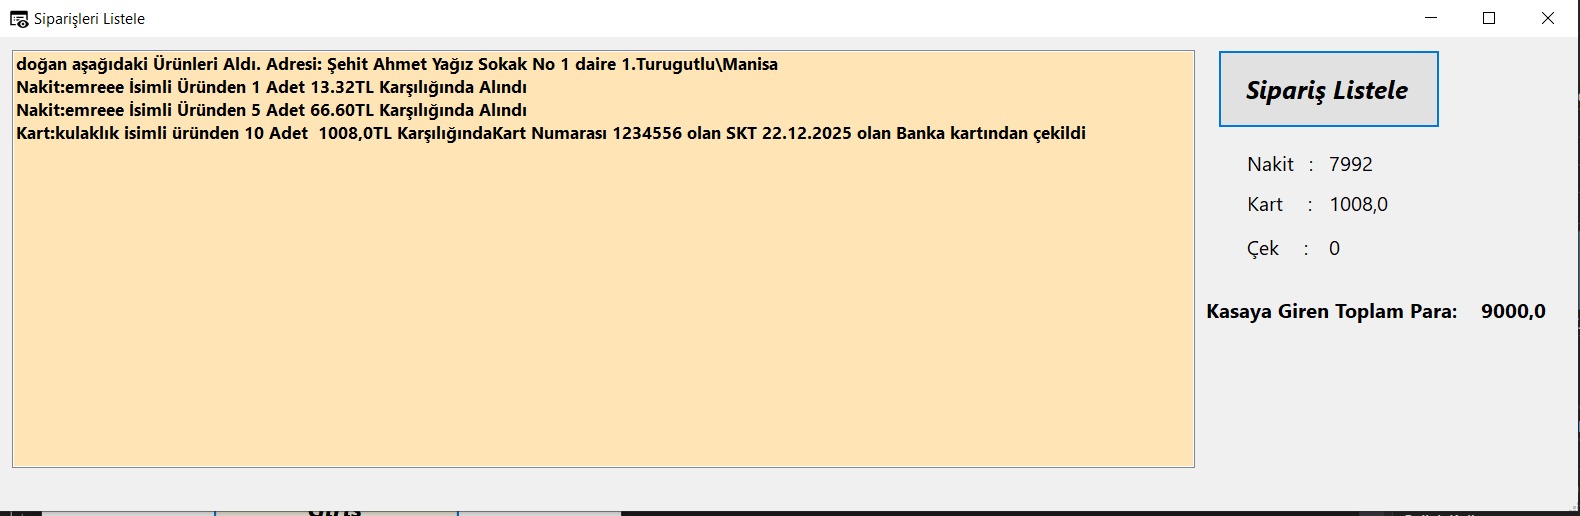 Siparişleri Listele
doğan aşağıdaki Ürünleri Aldı. Adresi: Şehit Ahmet Yağız Sokak No 1 daire 1.Turugutlu\Manisa
Nakit:emreee İsimli Üründen 1 Adet 13.32TL Karşılığında Alındı
Nakit:emreee İsimli Üründen 5 Adet 66.60TL Karşılığında Alındı
Kart:kulaklık isimli üründen 10 Adet  1008,0TL KarşılığındaKart Numarası 1234556 olan SKT 22.12.2025 olan Banka kartından çekildi
Sipariş Listele
Nakit : 7992
Kart : 1008,0
Çek : 0
Kasaya Giren Toplam Para: 9000,0